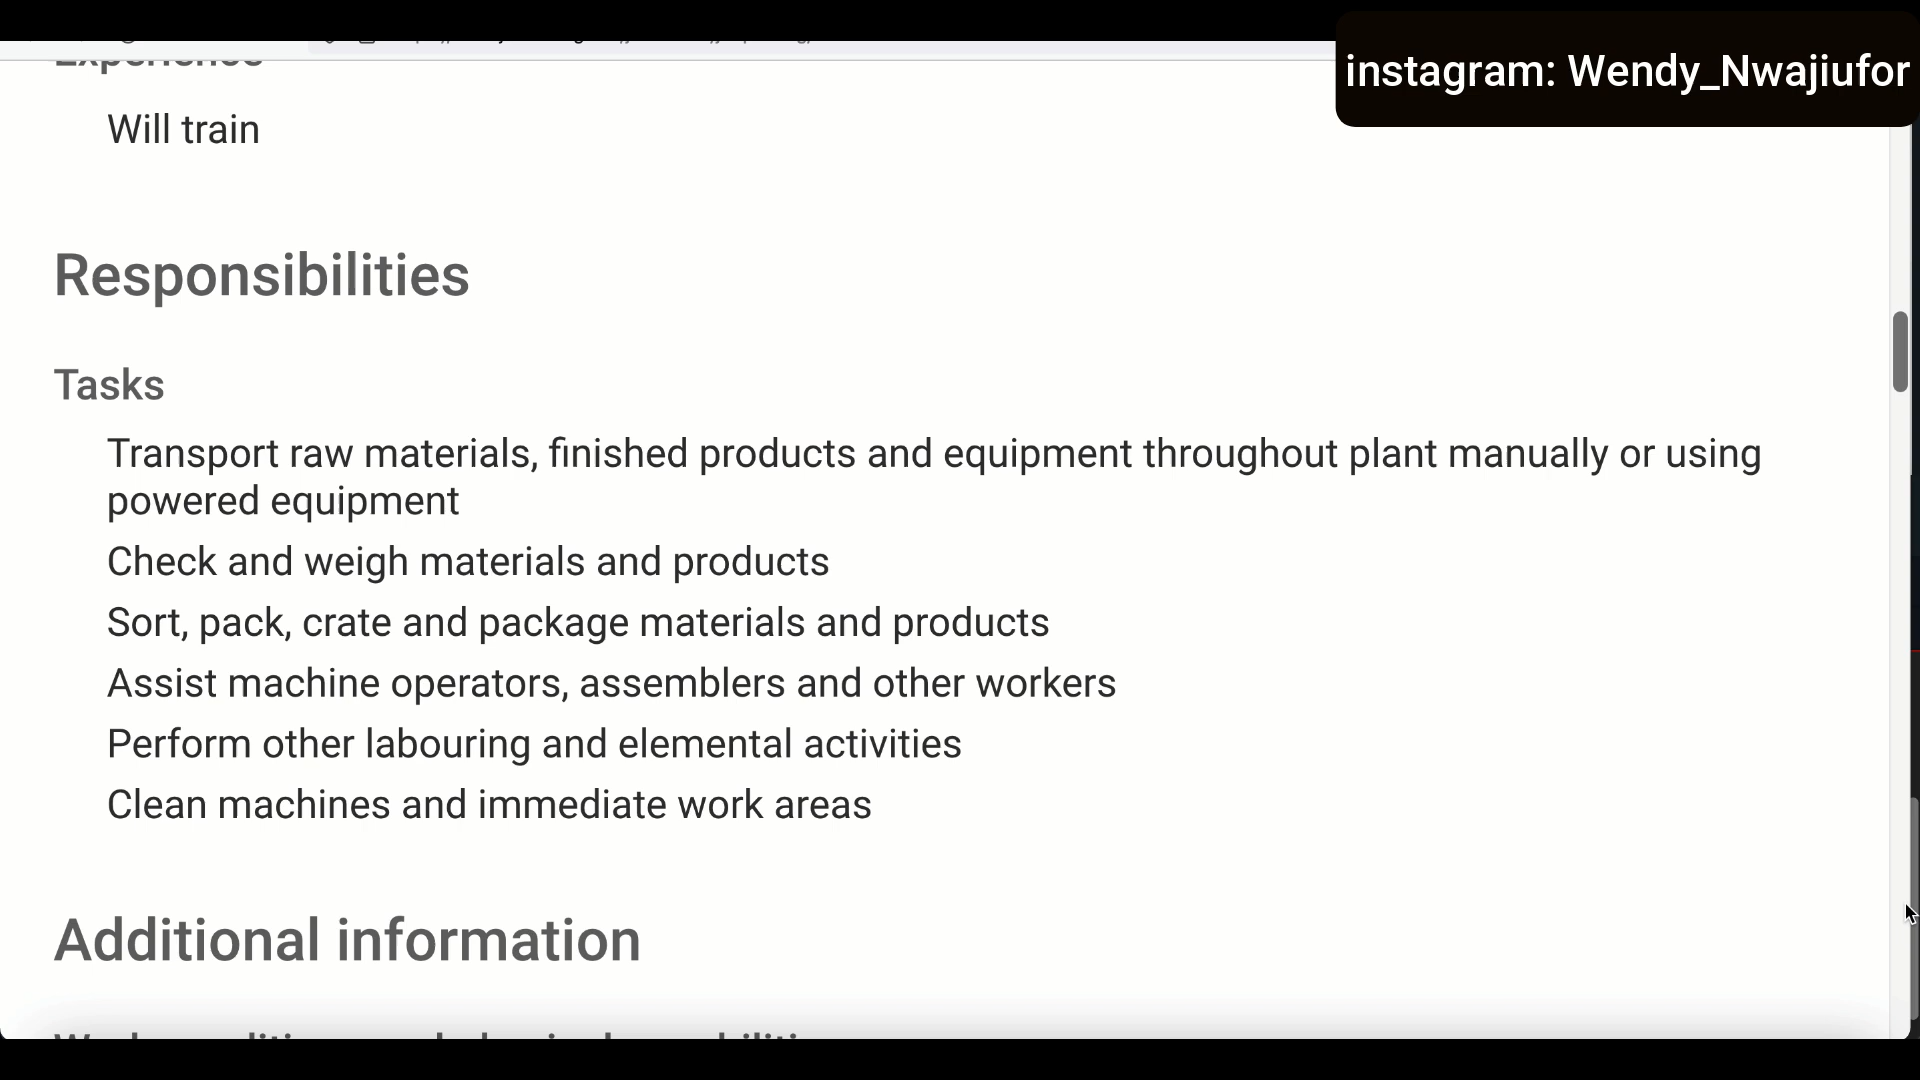 instagram: Wendy_Nwajiufor
Experience
Will train
Responsibilities
Tasks
Transport raw materials, finished products and equipment throughout plant manually or using
powered equipment
Check and weigh materials and products
Sort, pack, crate and package materials and products
Assist machine operators, assemblers and other workers
Perform other labouring and elemental activities
Clean machines and immediate work areas
Additional information